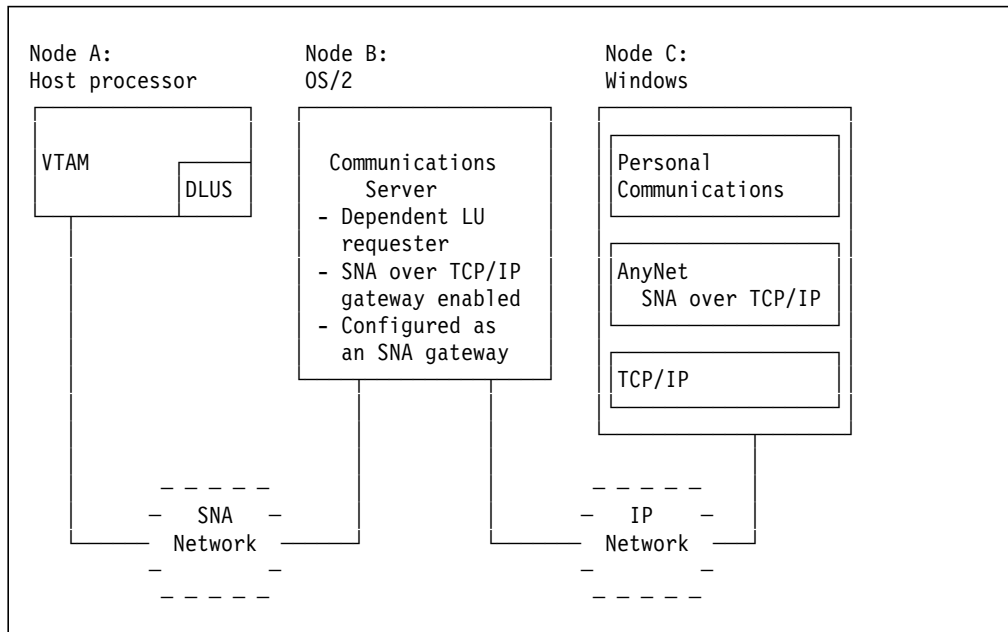 Node A:
Host processor
Node B:
OS/2
Node C:
Windows
VTAM
DLUS
Communications
Server
- Dependent LU
requester
- SNA over TCP/IP
gateway enabled
- Configured as
an SNA gateway
Personal
Communications
AnyNet
SNA over TCP/IP
TCP/IP
SNA
Network
IP
Network